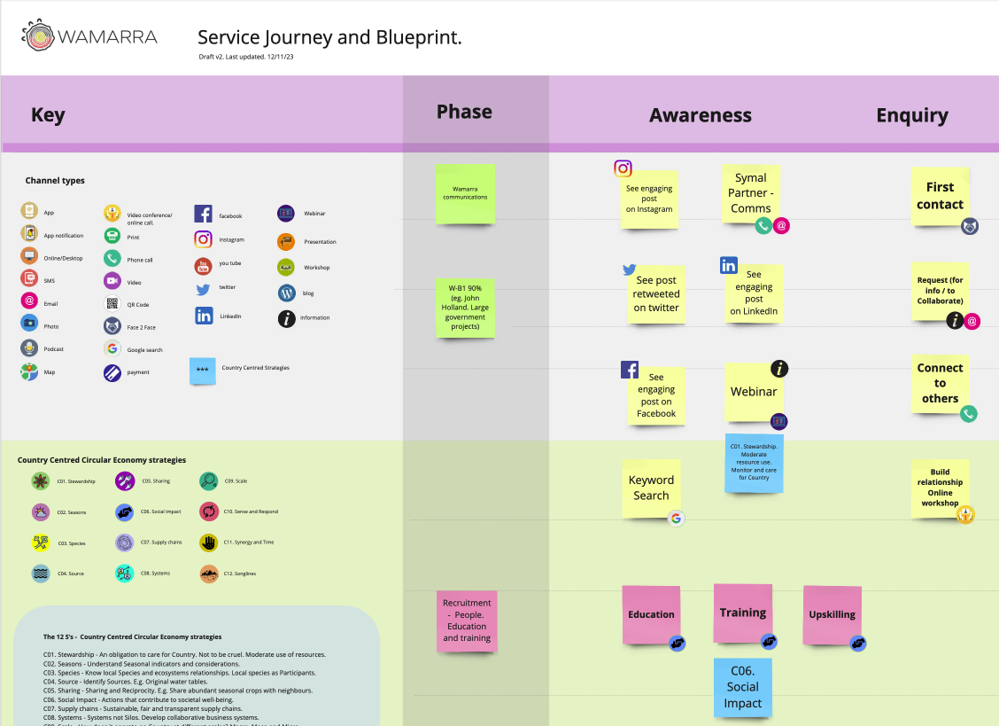 WAMARRA
Service Journey and Blueprint.
Draft v2. Last updated. 12/11/23
Key
Phase
Awareness
Enquiry
Channel types
App
App notification
Online/Desktop
SMS
Email
Photo
Podcast
Map
Video conference/
online call.
Print
Phone call
Video
QR Code
Face 2 Face
Google search
payment
facebook
instagram
you tube
twitter
LinkedIn
***
Country Centred Strategies
Webinar
Presentation
Workshop
blog
information
Wamarra
communications
W-B1 90%
(eg. John
Holland. Large
government
projects)
See engaging
post
on Instagram
Symal
Partner -
Comms
First
contact
See post
retweeted
on twitter
See
engaging
post
on LinkedIn
Request (for
info / to
Collaborate)
See
engaging
post on
Facebook
Webinar
Connect
to
others
C01. Stewardship.
Moderate
resource use.
Monitor and care
for Country
Keyword
Search
Build
relationship
Online
workshop
Country Centred Circular Economy strategies
C01. Stewardship
C02. Seasons
C03. Species
C04. Source
C05. Sharing
C06. Social Impact
C07. Supply chains
C08. Systems
C09. Scale
C10. Sense and Respond
C11. Synergy and Time
C12. Songlines
Recruitment
- People.
Education
and training
Education
Training
Upskilling
C06.
Social
Impact
The 12 S's - Country Centred Circular Economy strategies
C01. Stewardship - An obligation to care for Country. Not to be cruel. Moderate use of resources.
C02. Seasons - Understand Seasonal indicators and considerations.
C03. Species - Know local Species and ecosystems relationships. Local species as Participants.
C04. Source - Identify Sources. E.g. Original water tables.
C05. Sharing - Sharing and Reciprocity. E.g. Share abundant seasonal crops with neighbours.
C06. Social Impact - Actions that contribute to societal well-being.
C07. Supply chains - Sustainable, fair and transparent supply chains.
C08. Systems - Systems not Silos. Develop collaborative business systems.